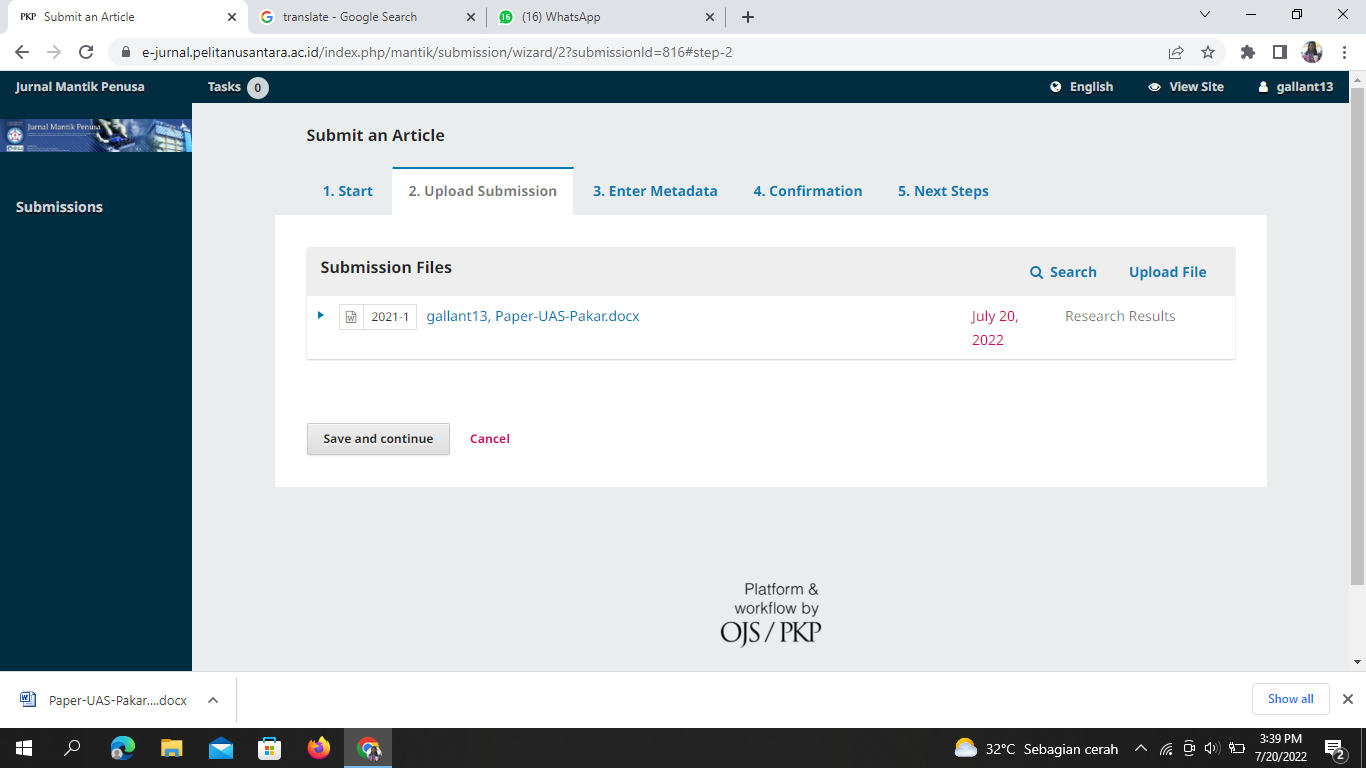 PKP Submit an Article
translate - Google Search
16 (16) WhatsApp
e-jurnal.pelitanusantara.ac.id/index.php/mantik/submission/wizard/2?submissionId=816#step-2
Jurnal Mantik Penusa
Tasks 0
English
View Site
gallant13
Jurnal Mantik Penusa
Submissions
Submit an Article
1. Start
2. Upload Submission
3. Enter Metadata
4. Confirmation
5. Next Steps
Submission Files
Search
Upload File
2021-1
gallant13, Paper-UAS-Pakar.docx
July 20,
2022
Research Results
Save and continue
Cancel
Platform &
workflow by
OJS / PKP
Paper-UAS-Pakar....docx
Show all
32°C Sebagian cerah
3:39 PM
7/20/2022
2